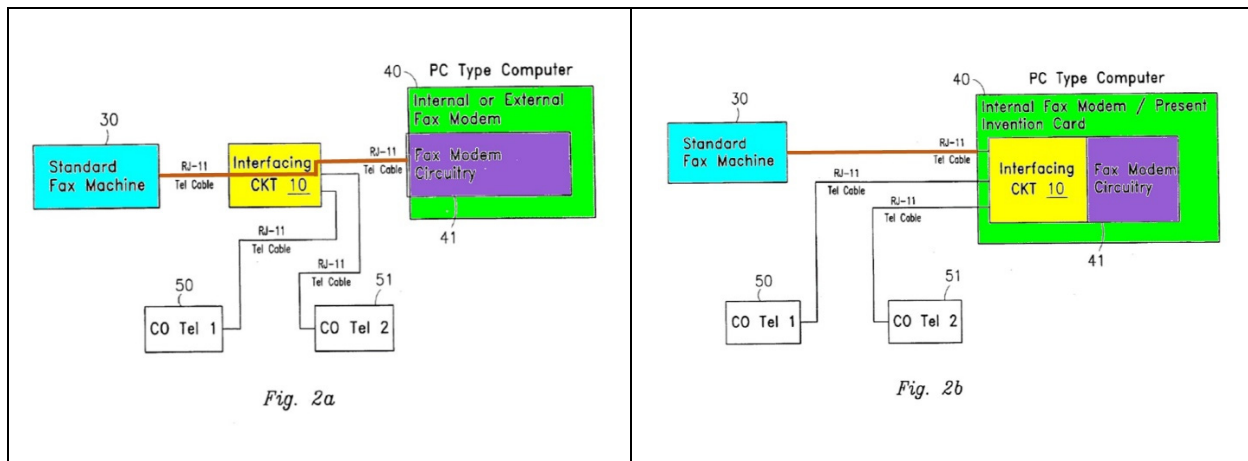 40
PC Type Computer
Internal or External
Fax Modem
30
Standard
Fax Machine
RJ-11
Tel Cable
Interfacing
CKT 10
RJ-11
Tel Cable
Fax Modem
Circuitry
41
RJ-11
Tel Cable
RJ-11
Tel Cable
50
CO Tel 1
51
CO Tel 2
Fig. 2a
40
PC Type Computer
Internal Fax Modem / Present
Invention Card
30
Standard
Fax Machine
RJ-11
Tel Cable
RJ-11
Tel Cable
RJ-11
Tel Cable
Interfacing
CKT 10
Fax Modem
Circuitry
41
50
CO Tel 1
51
CO Tel 2
Fig. 2b